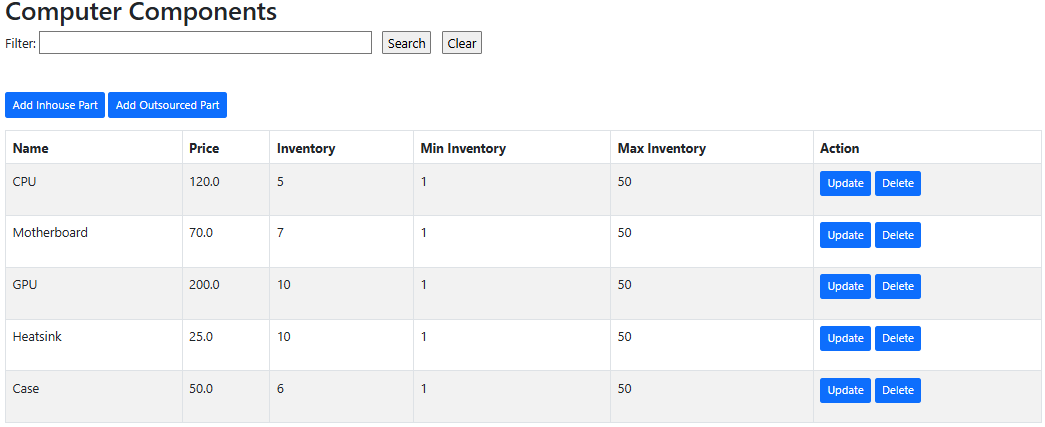 Computer Components
Filter: Search Clear
Add Inhouse Part Add Outsourced Part
Name Price Inventory Min Inventory Max Inventory Action
CPU 120.0 5 1 50 Update Delete
Motherboard 70.0 7 1 50 Update Delete
GPU 200.0 10 1 50 Update Delete
Heatsink 25.0 10 1 50 Update Delete
Case 50.0 6 1 50 Update Delete